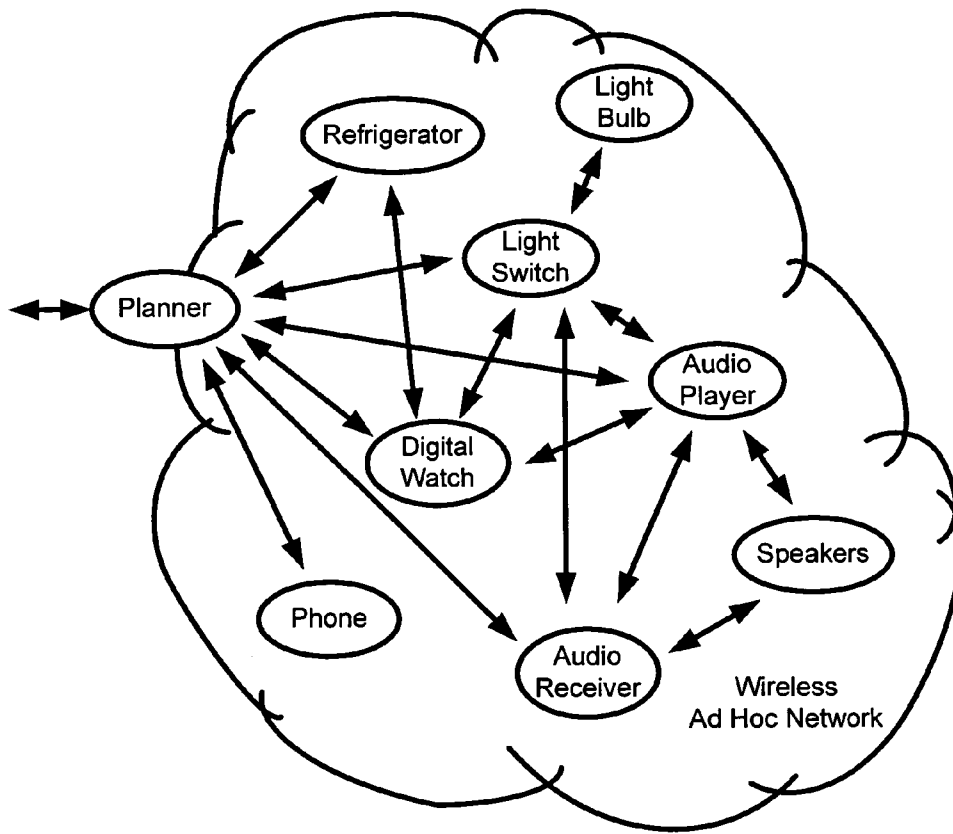 Light
Bulb
Refrigerator
Light
Switch
Planner
Audio
Player
Digital
Watch
Speakers
Phone
Audio
Receiver
Wireless
Ad Hoc Network